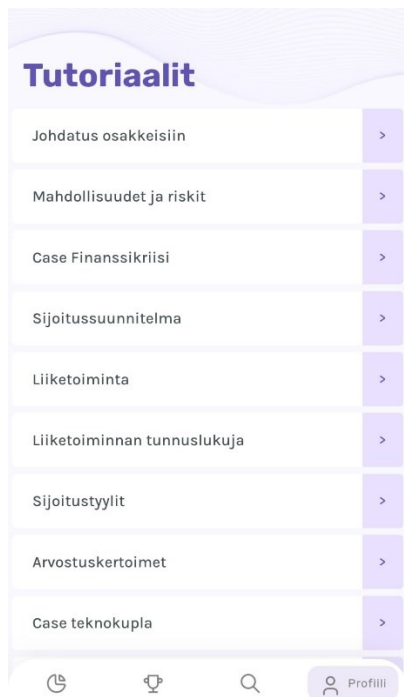 Tutoriaalit
Johdatus osakkeisiin
>
Mahdollisuudet ja riskit
>
Case Finanssikriisi
>
Sijoitussuunnitelma
>
Liiketoiminta
>
Liiketoiminnan tunnuslukuja
>
Sijoitustyylit
>
Arvostuskertoimet
>
Case teknokupla
>
Profiili